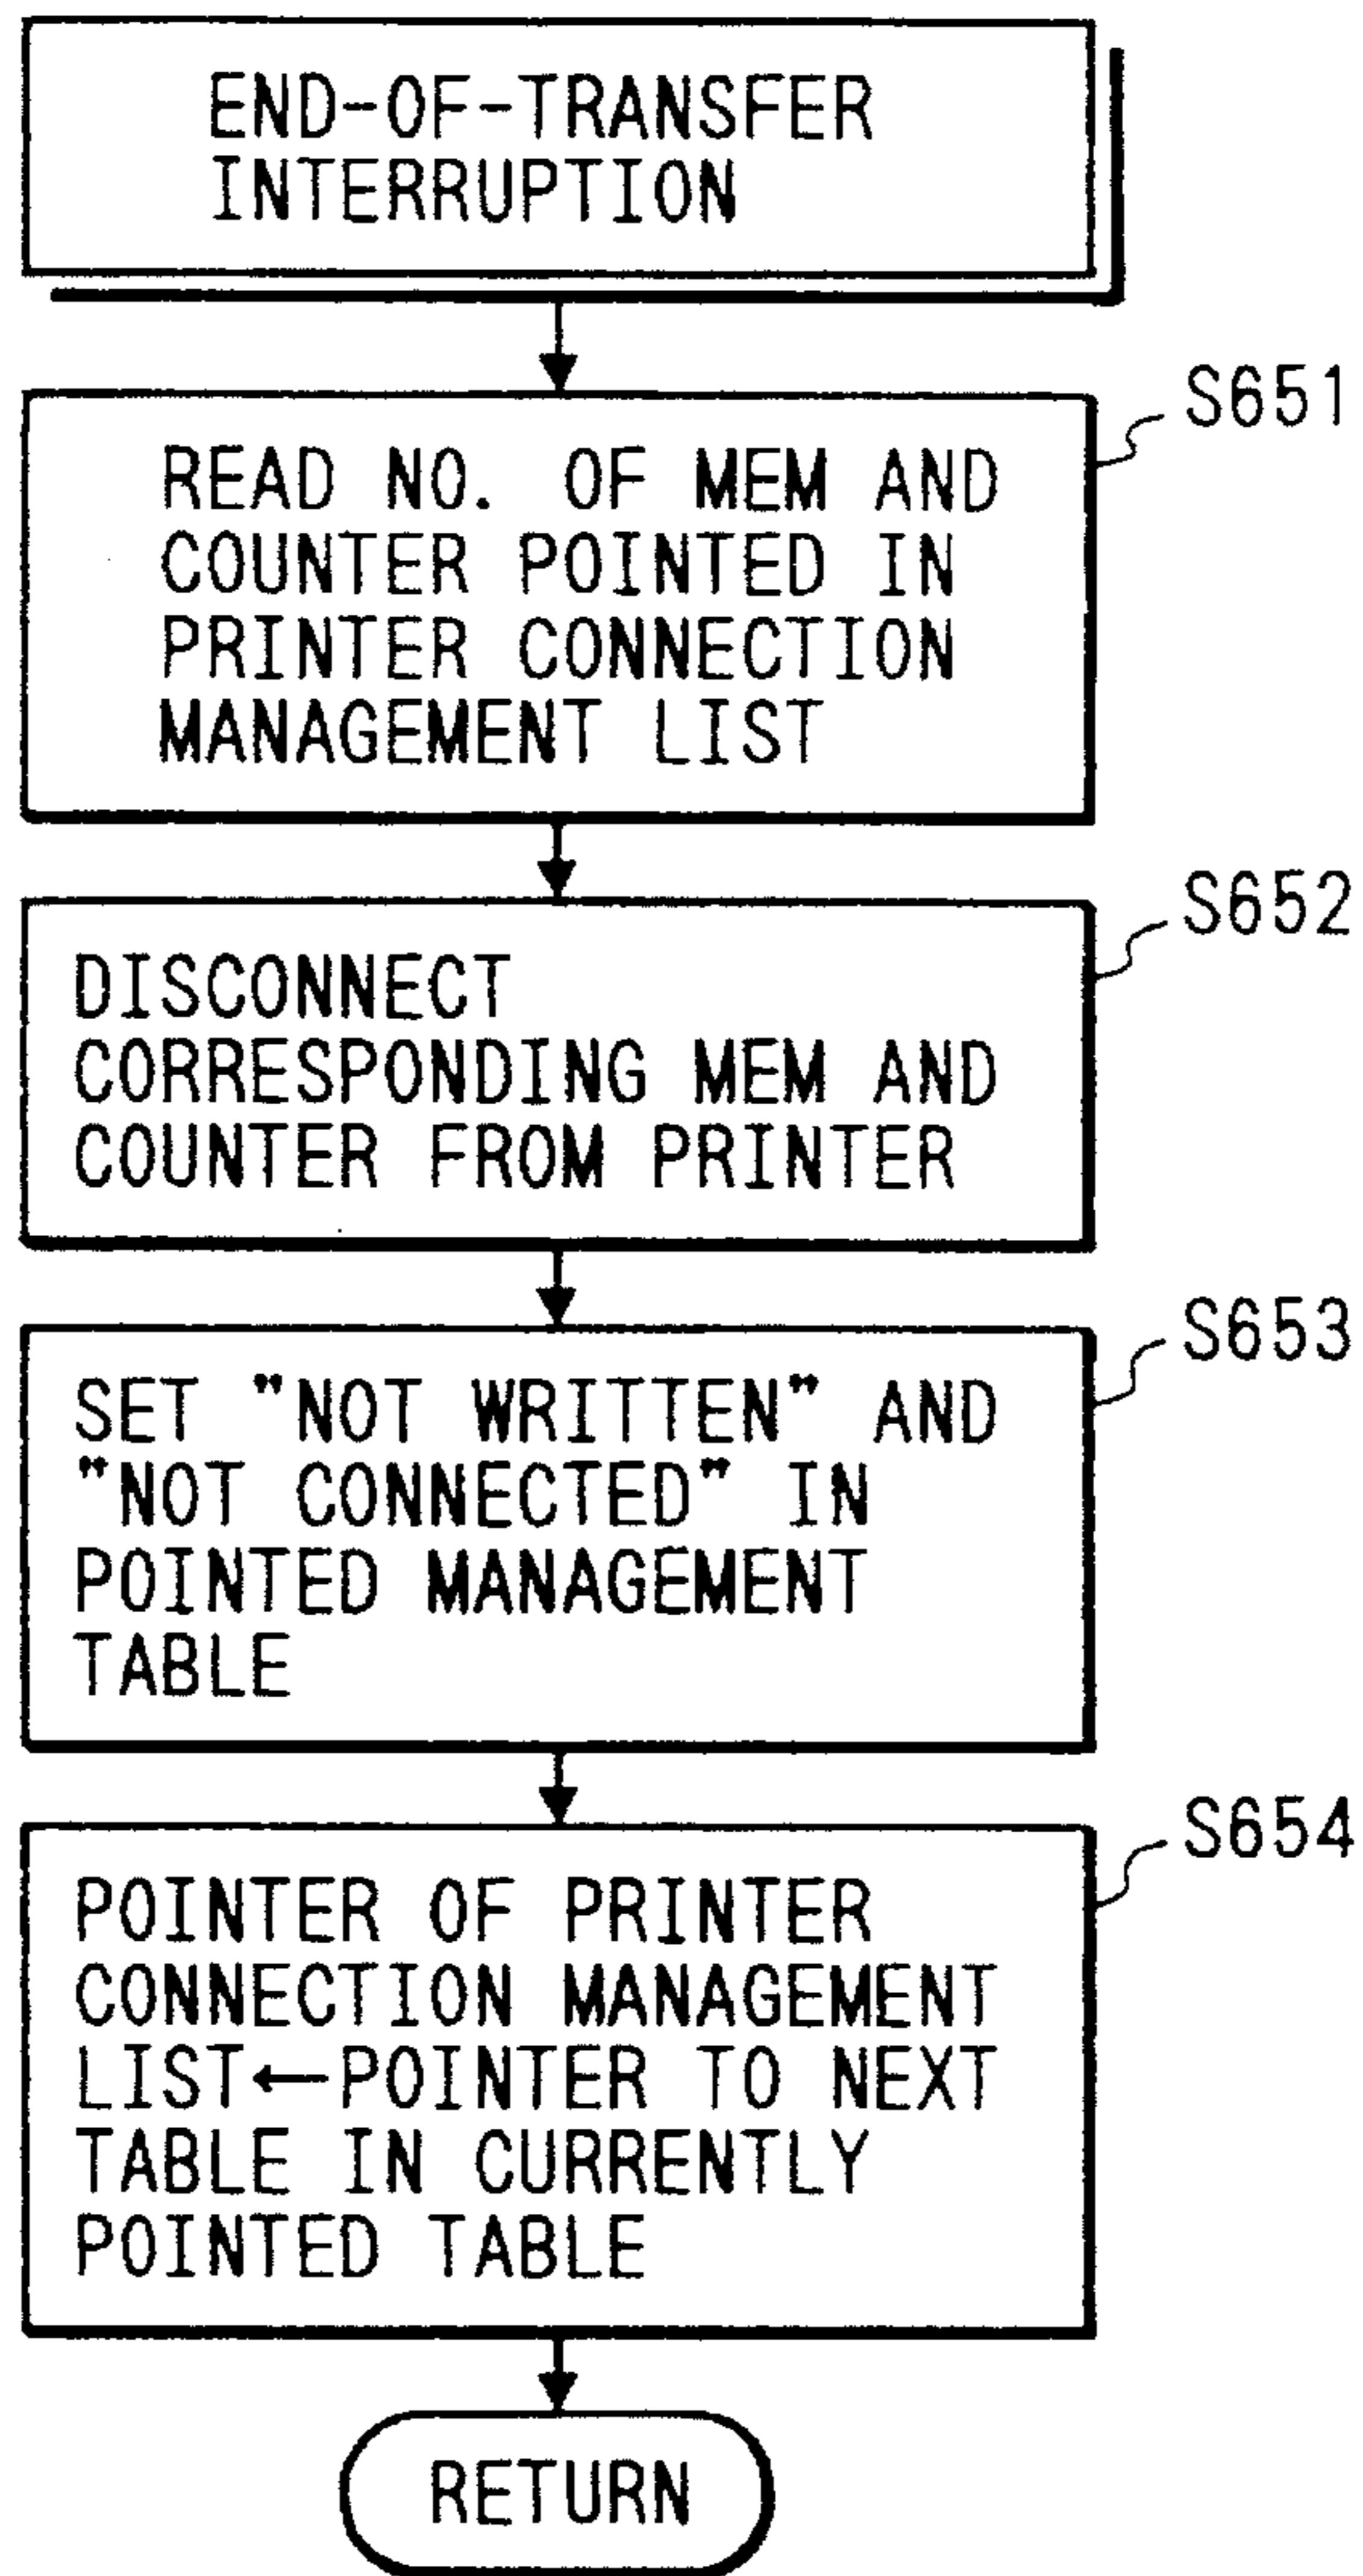 END-OF-TRANSFER
INTERRUPTION
S651
READ NO. OF MEM AND
COUNTER POINTED IN
PRINTER CONNECTION
MANAGEMENT LIST
S652
DISCONNECT
CORRESPONDING MEM AND
COUNTER FROM PRINTER
S653
SET "NOT WRITTEN" AND
"NOT CONNECTED" IN
POINTED MANAGEMENT
TABLE
S654
POINTER OF PRINTER
CONNECTION MANAGEMENT
LIST←POINTER TO NEXT
TABLE IN CURRENTLY
POINTED TABLE
RETURN